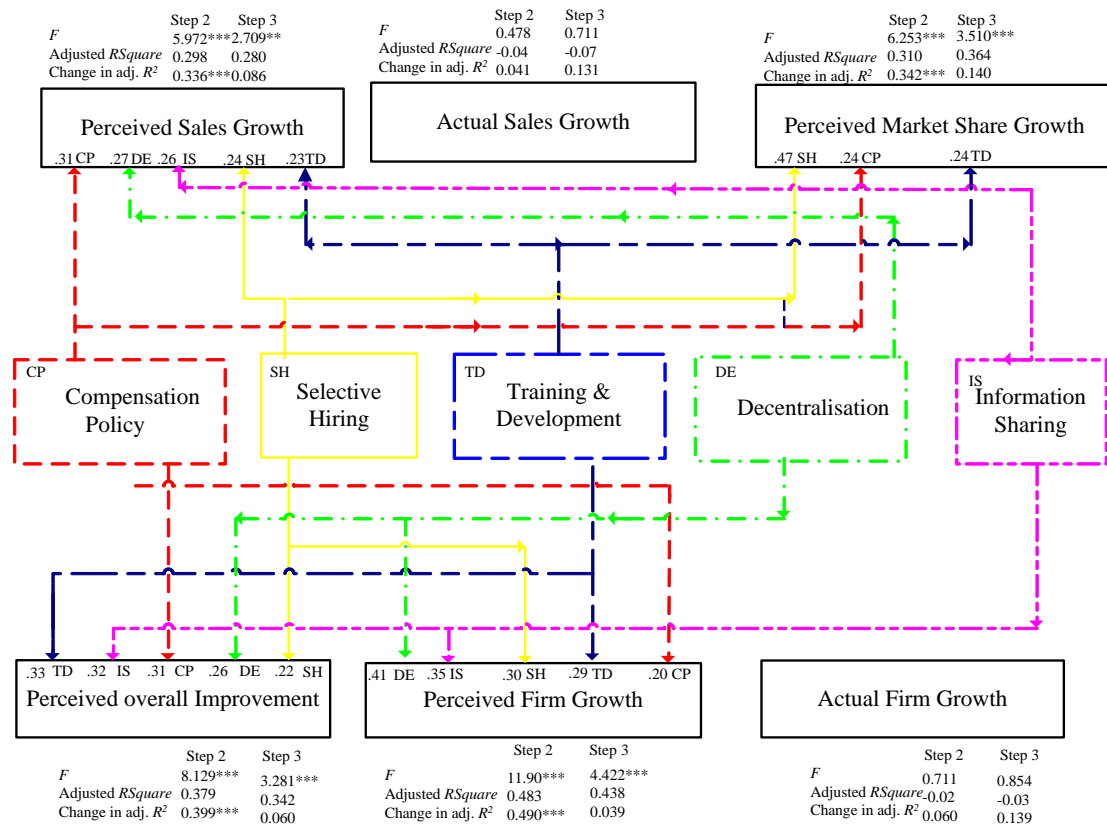 Step 2 Step 3
F 5.972*** 2.709**
Adjusted RSquare 0.298 0.280
Change in adj. R² 0.336*** 0.086
Step 2 Step 3
0.478 0.711
-0.04 -0.07
0.041 0.131
Step 2 Step 3
F 6.253*** 3.510***
Adjusted RSquare 0.310 0.364
Change in adj. R² 0.342*** 0.140
Perceived Sales Growth
.31 CP .27 DE .26 IS .24 SH .23 TD
Actual Sales Growth
Perceived Market Share Growth
.47 SH .24 CP .24 TD
CP
Compensation
Policy
SH
Selective
Hiring
TD
Training &
Development
DE
Decentralisation
IS
Information
Sharing
.33 TD .32 IS .31 CP .26 DE .22 SH
Perceived overall Improvement
.41 DE .35 IS .30 SH .29 TD .20 CP
Perceived Firm Growth
Actual Firm Growth
Step 2 Step 3
F 8.129*** 3.281***
Adjusted RSquare 0.379 0.342
Change in adj. R² 0.399*** 0.060
Step 2 Step 3
F 11.90*** 4.422***
Adjusted RSquare 0.483 0.438
Change in adj. R² 0.490*** 0.039
Step 2 Step 3
F 0.711 0.854
Adjusted RSquare -0.02 -0.03
Change in adj. R² 0.060 0.139